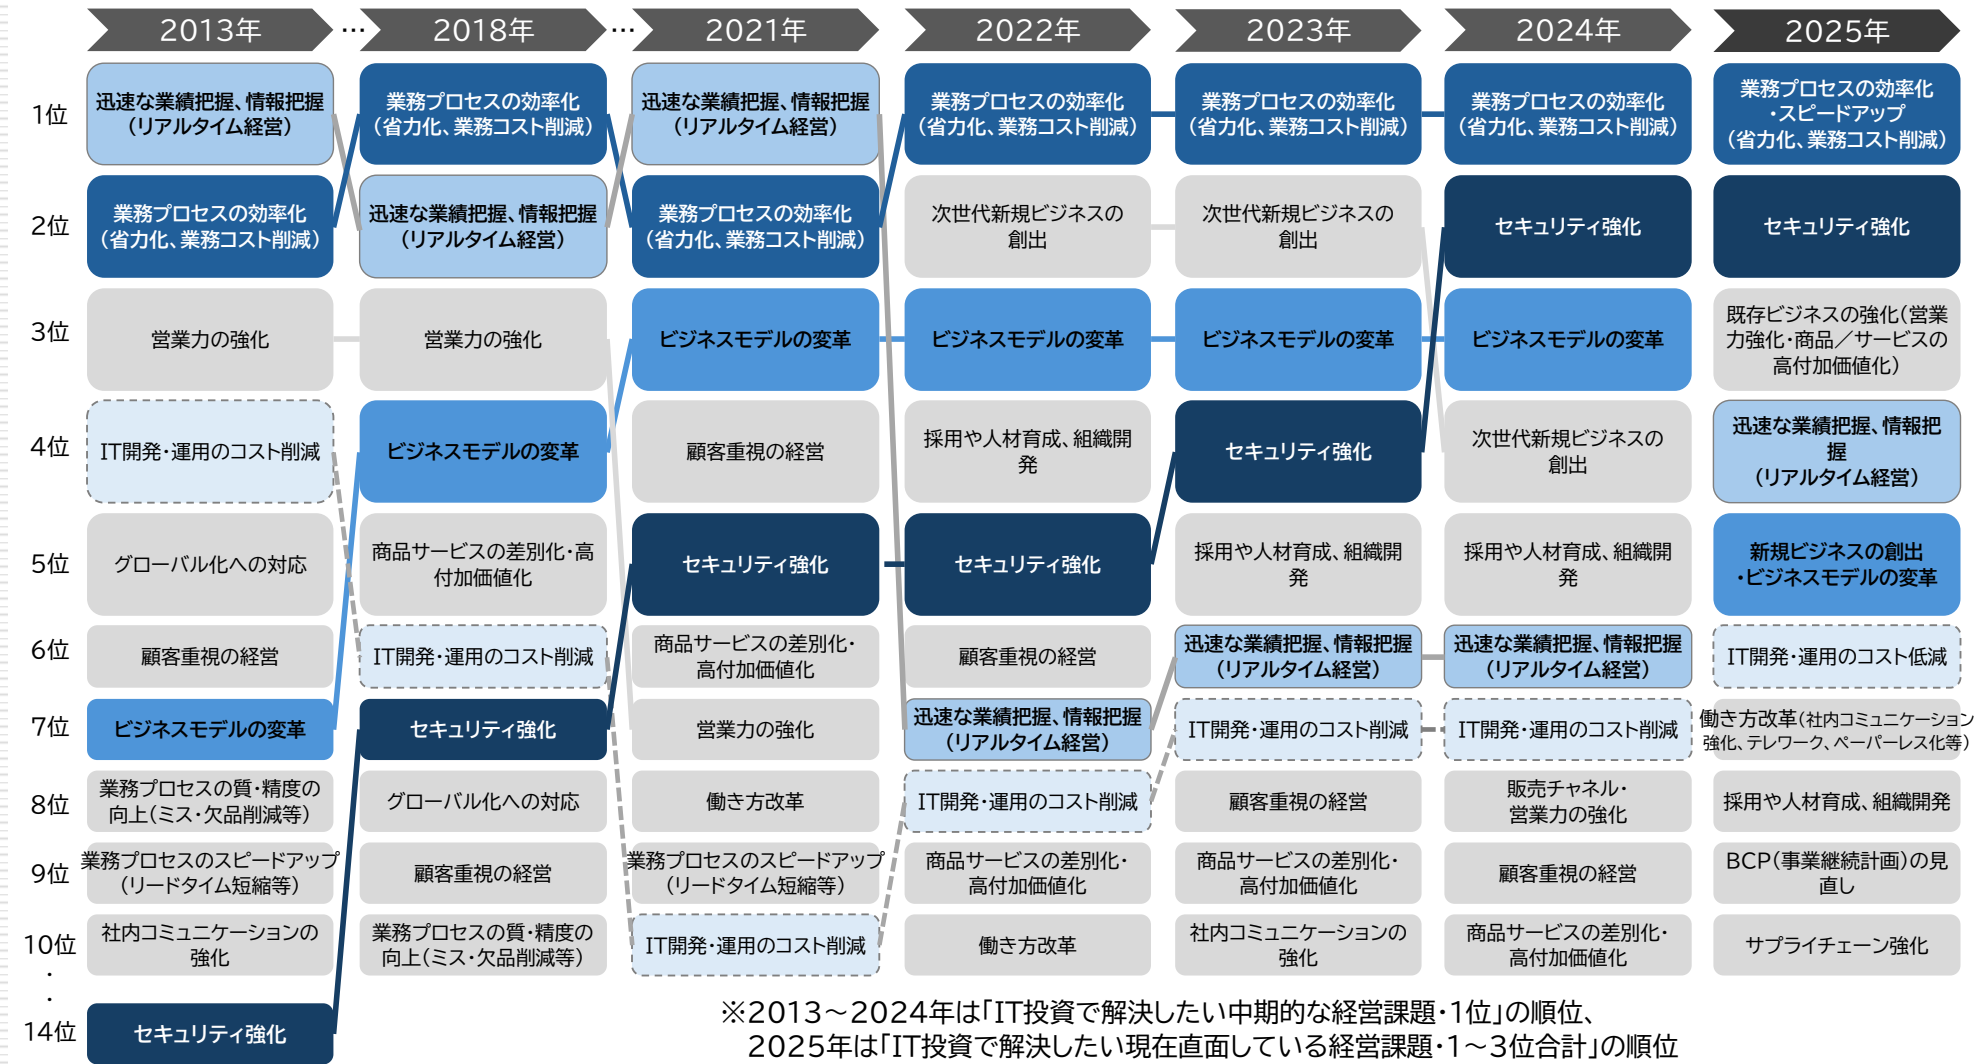 2013年
…
2018年
…
2021年
2022年
2023年
2024年
2025年
1位
迅速な業績把握、情報把握
(リアルタイム経営)
業務プロセスの効率化
(省力化、業務コスト削減)
迅速な業績把握、情報把握
(リアルタイム経営)
業務プロセスの効率化
(省力化、業務コスト削減)
業務プロセスの効率化
(省力化、業務コスト削減)
業務プロセスの効率化
(省力化、業務コスト削減)
業務プロセスの効率化
・スピードアップ
(省力化、業務コスト削減)
2位
業務プロセスの効率化
(省力化、業務コスト削減)
迅速な業績把握、情報把握
(リアルタイム経営)
業務プロセスの効率化
(省力化、業務コスト削減)
次世代新規ビジネスの
創出
次世代新規ビジネスの
創出
セキュリティ強化
セキュリティ強化
3位
営業力の強化
営業力の強化
ビジネスモデルの変革
ビジネスモデルの変革
ビジネスモデルの変革
ビジネスモデルの変革
既存ビジネスの強化(営業
力強化・商品／サービスの
高付加価値化)
4位
IT開発・運用のコスト削減
ビジネスモデルの変革
顧客重視の経営
採用や人材育成、組織開
発
セキュリティ強化
次世代新規ビジネスの
創出
迅速な業績把握、情報把
握
(リアルタイム経営)
5位
グローバル化への対応
商品サービスの差別化・高
付加価値化
セキュリティ強化
セキュリティ強化
採用や人材育成、組織開
発
採用や人材育成、組織開
発
新規ビジネスの創出
・ビジネスモデルの変革
6位
顧客重視の経営
IT開発・運用のコスト削減
商品サービスの差別化・
高付加価値化
顧客重視の経営
迅速な業績把握、情報把握
(リアルタイム経営)
迅速な業績把握、情報把握
(リアルタイム経営)
IT開発・運用のコスト低減
7位
ビジネスモデルの変革
セキュリティ強化
営業力の強化
迅速な業績把握、情報把握
(リアルタイム経営)
IT開発・運用のコスト削減
IT開発・運用のコスト削減
働き方改革(社内コミュニケーション
強化、テレワーク、ペーパーレス化等)
8位
業務プロセスの質・精度の
向上(ミス・欠品削減等)
グローバル化への対応
働き方改革
IT開発・運用のコスト削減
顧客重視の経営
販売チャネル・
営業力の強化
採用や人材育成、組織開発
9位
業務プロセスのスピードアップ
(リードタイム短縮等)
顧客重視の経営
業務プロセスのスピードアップ
(リードタイム短縮等)
商品サービスの差別化・
高付加価値化
商品サービスの差別化・
高付加価値化
顧客重視の経営
BCP(事業継続計画)の見
直し
10位
社内コミュニケーションの
強化
業務プロセスの質・精度の
向上(ミス・欠品削減等)
IT開発・運用のコスト削減
働き方改革
社内コミュニケーションの
強化
商品サービスの差別化・
高付加価値化
サプライチェーン強化
・
・
14位
セキュリティ強化
※2013～2024年は「IT投資で解決したい中期的な経営課題・1位」の順位、
2025年は「IT投資で解決したい現在直面している経営課題・1～3位合計」の順位